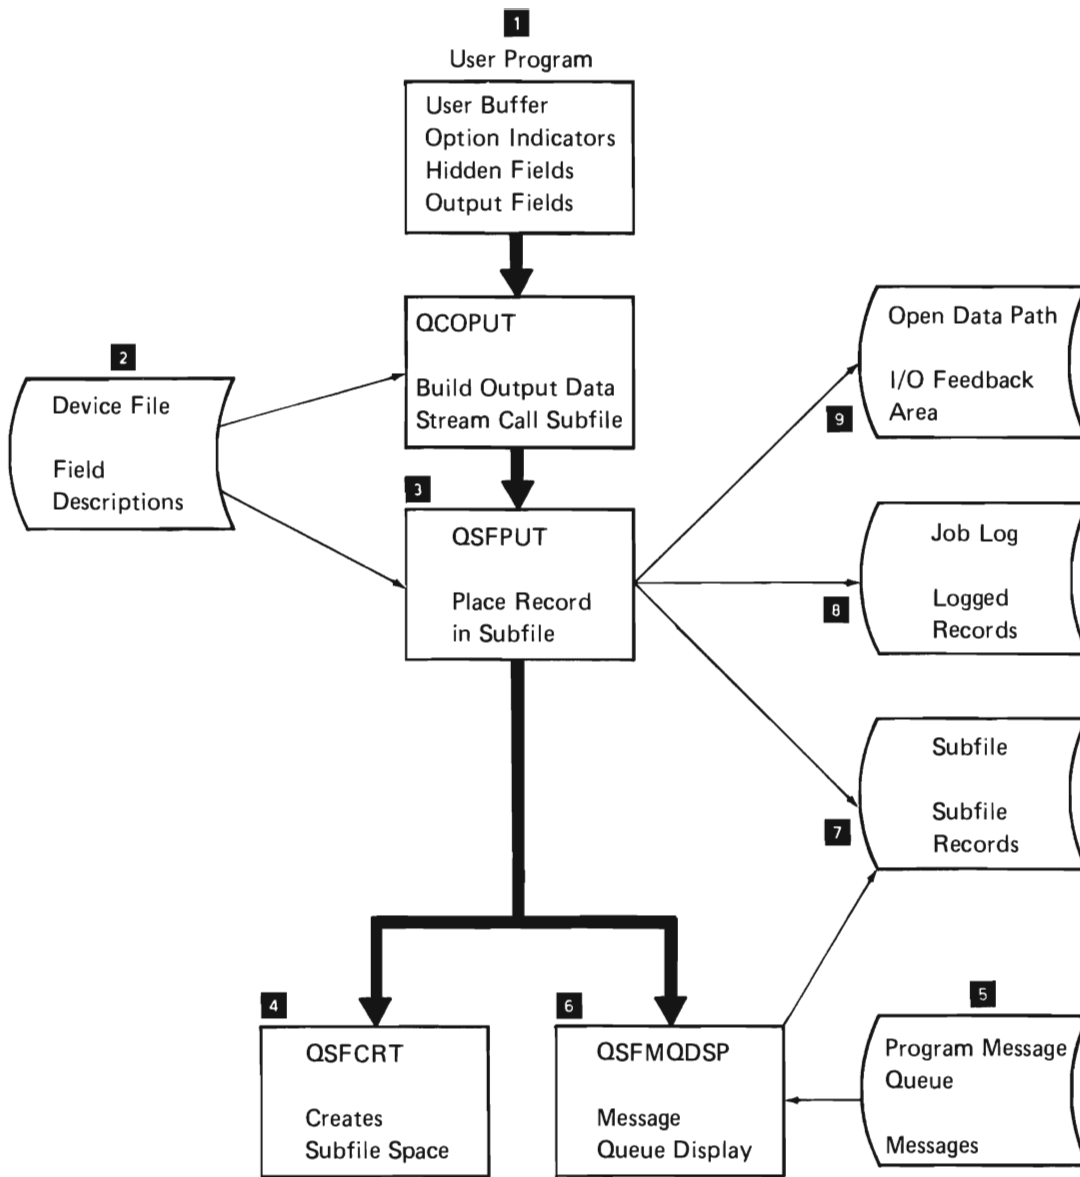 1
User Program
User Buffer
Option Indicators
Hidden Fields
Output Fields
QCOPUT
Build Output Data
Stream Call Subfile
2
Device File
Field
Descriptions
3
QSFPUT
Place Record
in Subfile
Open Data Path
I/O Feedback
Area
9
Job Log
Logged
Records
8
Subfile
Subfile
Records
7
4
QSFCRT
Creates
Subfile Space
6
QSFMQDSP
Message
Queue Display
5
Program Message
Queue
Messages